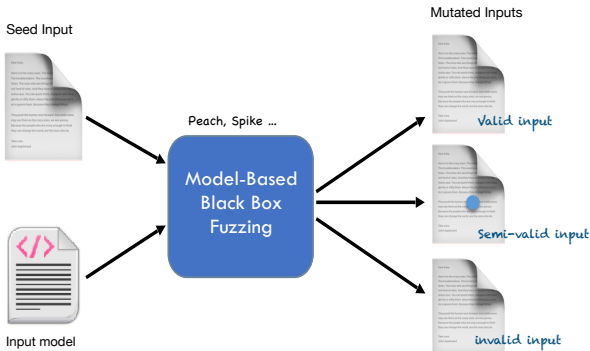 Mutated Inputs
Seed Input
Peach, Spike ...
Valid input
Model-Based
Black Box
Fuzzing
Semi-valid input
</>
Input model
invalid input